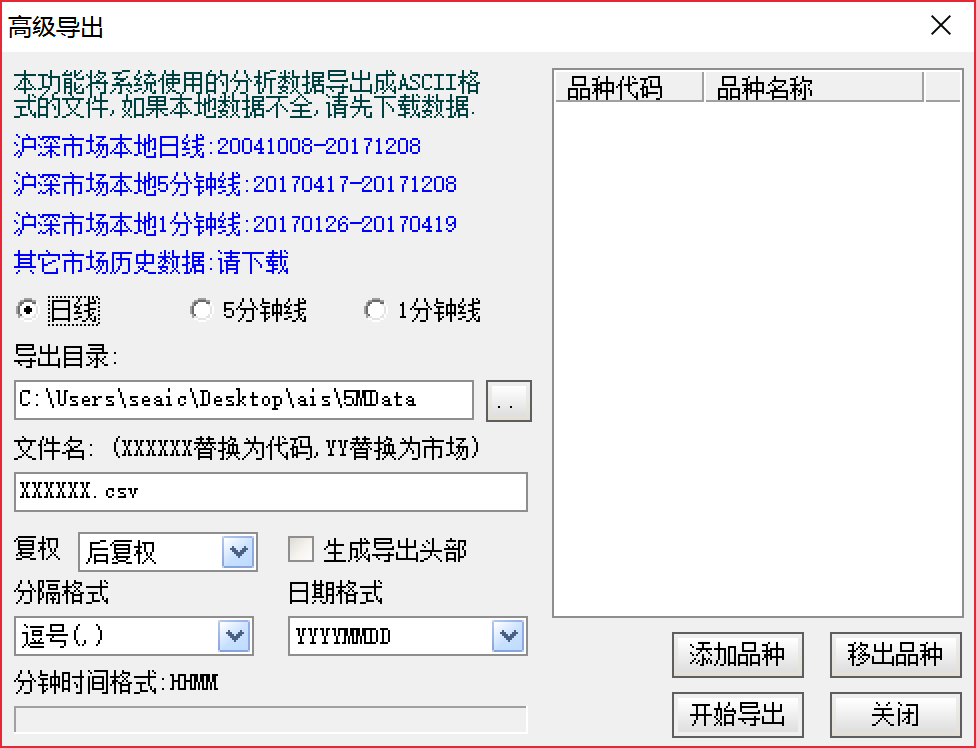 高级导出
本功能将系统使用的分析数据导出成ASCII格
式的文件,如果本地数据不全,请先下载数据.
沪深市场本地日线:20041008-20171208
沪深市场本地5分钟线:20170417-20171208
沪深市场本地1分钟线:20170126-20170419
其它市场历史数据:请下载
日线 5分钟线 1分钟线
导出目录:
C:\Users\seaic\Desktop\ais\5MData ..
文件名: (XXXXXX替换为代码,YY替换为市场)
XXXXXX.csv
复权 后复权 生成导出头部
分隔格式 日期格式
逗号(,) YYYYMMDD
分钟时间格式:HHMM
品种代码 品种名称
添加品种 移出品种
开始导出 关闭